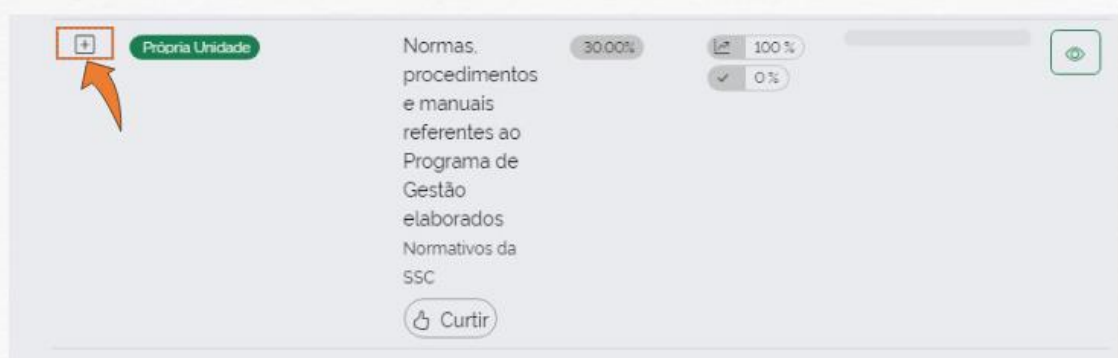 Própria Unidade
Normas,
procedimentos
e manuais
referentes ao
Programa de
Gestão
elaborados
Normativos da
SSC
Curtir
30.00%
100 %
0 %